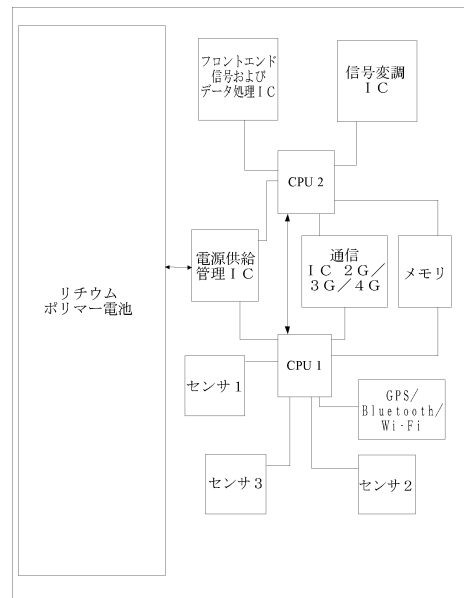 フロントエンド
信号および
データ処理ＩＣ
信号変調
ＩＣ
CPU 2
電源供給
管理ＩＣ
通信
ＩＣ ２Ｇ／
３Ｇ／４Ｇ
メモリ
リチウム
ポリマー電池
CPU 1
センサ１
GPS/
Bluetooth/
Wi-Fi
センサ３
センサ２